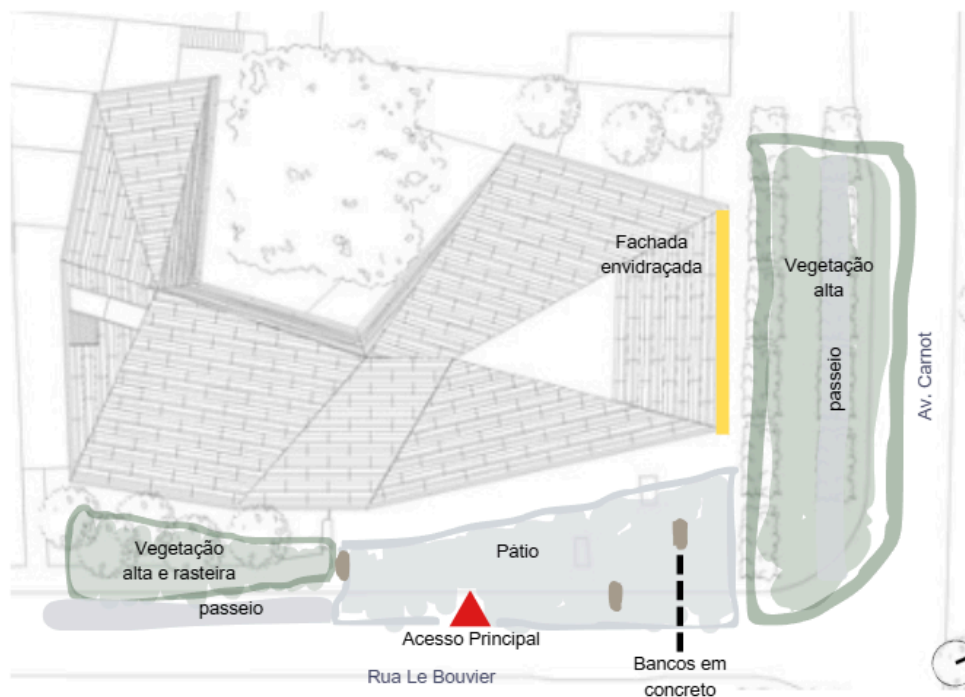 Fachada
envidraçada
Vegetação
alta
passeio
Av. Carnot
Vegetação
alta e rasteira
Pátio
passeio
Acesso Principal
Rua Le Bouvier
Bancos em
concreto